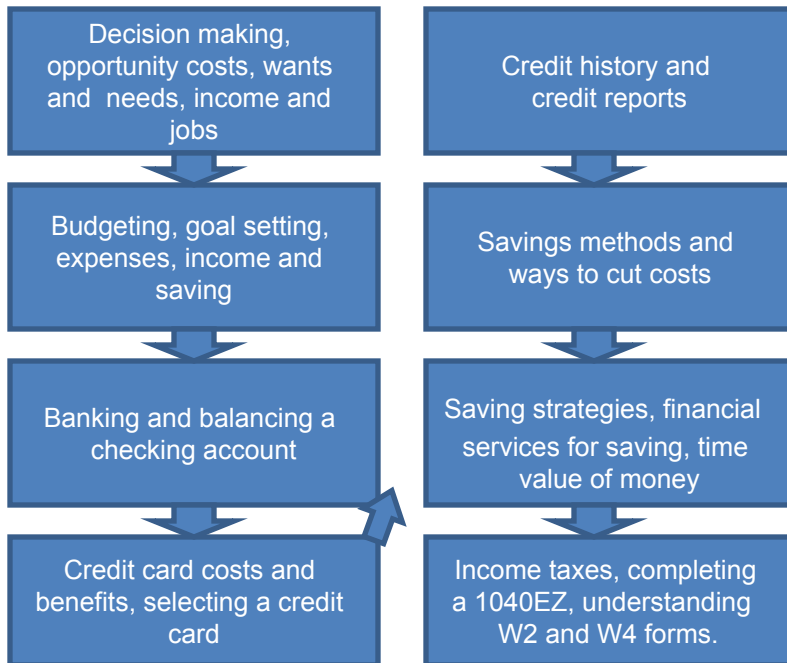 Decision making,
opportunity costs, wants
and needs, income and
jobs
Budgeting, goal setting,
expenses, income and
saving
Banking and balancing a
checking account
Credit card costs and
benefits, selecting a credit
card
Credit history and
credit reports
Savings methods and
ways to cut costs
Saving strategies, financial
services for saving, time
value of money
Income taxes, completing
a 1040EZ, understanding
W2 and W4 forms.